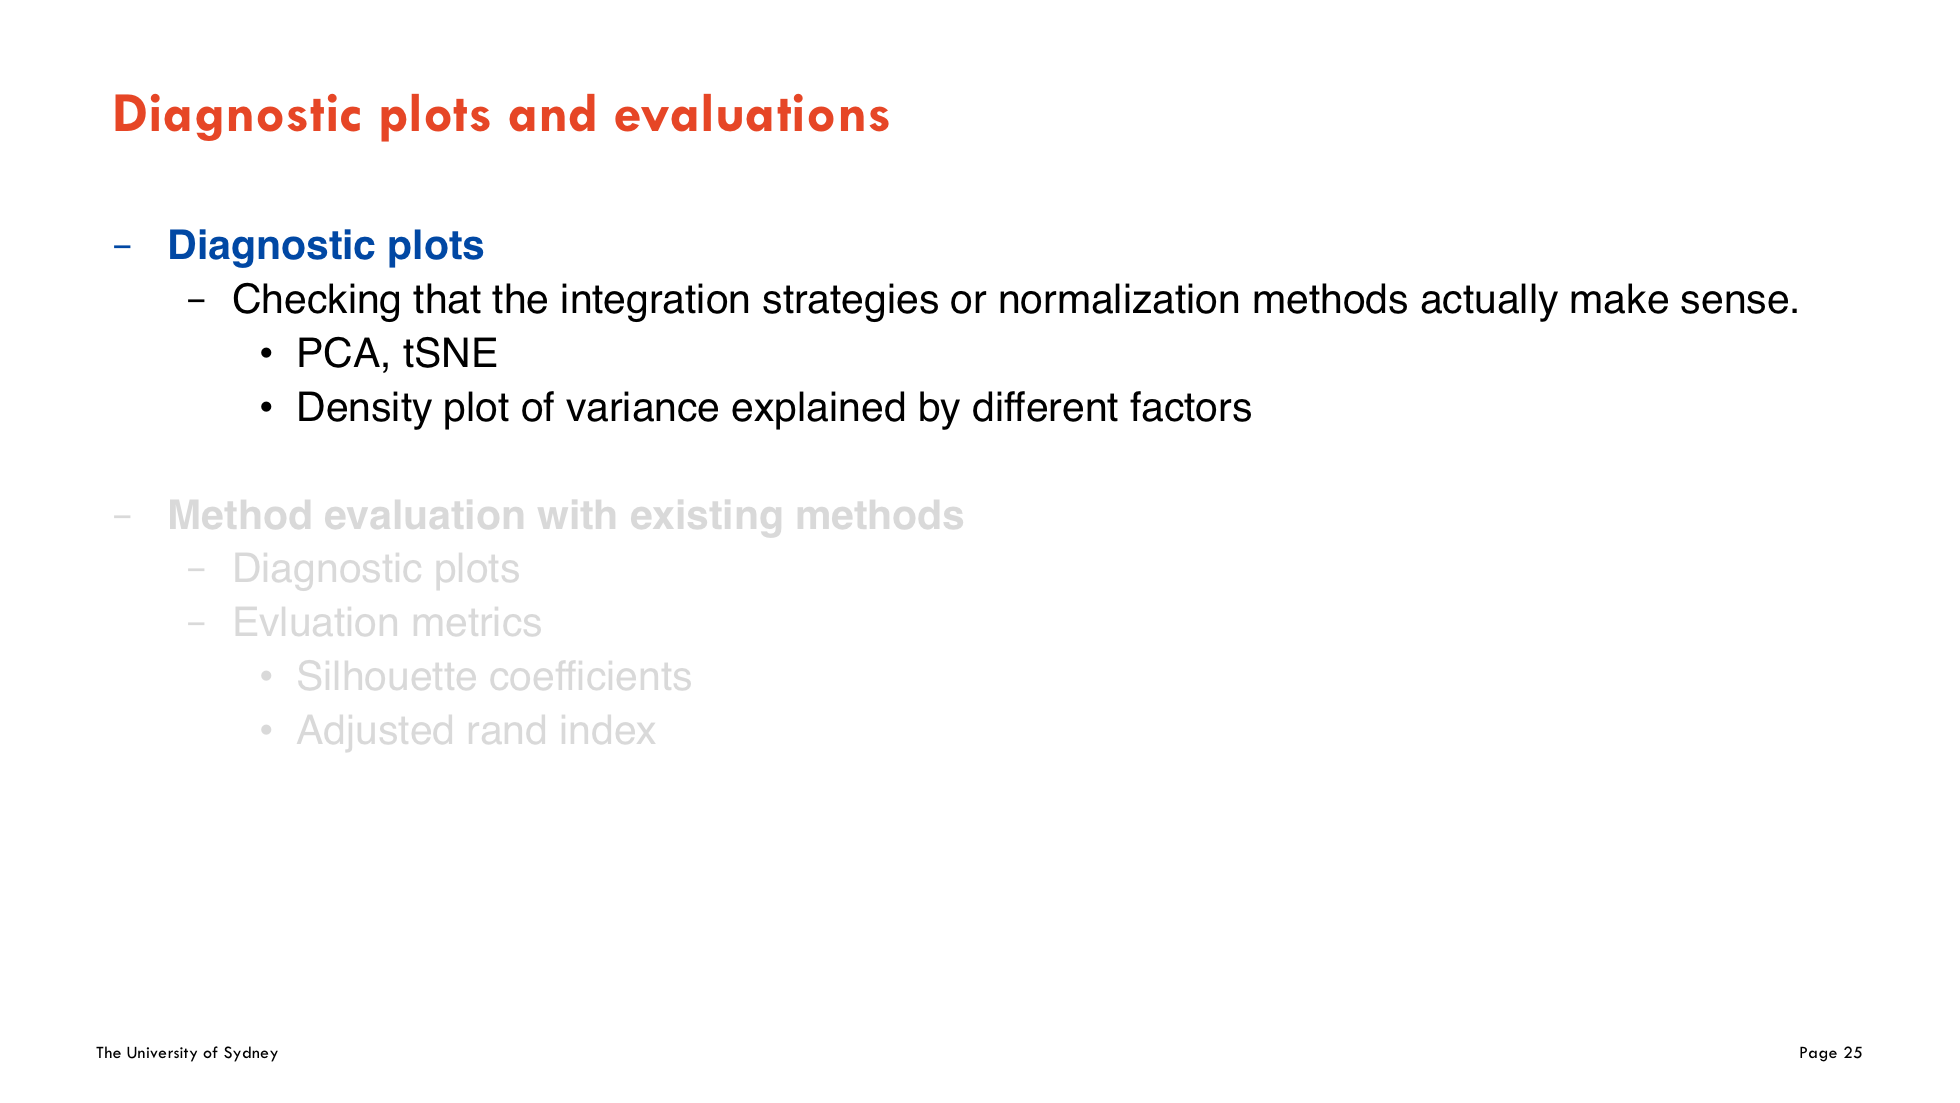 Diagnostic plots and evaluations
– Diagnostic plots
– Checking that the integration strategies or normalization methods actually make sense.
• PCA, tSNE
• Density plot of variance explained by different factors
– Method evaluation with existing methods
– Diagnostic plots
– Evluation metrics
• Silhouette coefficients
• Adjusted rand index
The University of Sydney
Page 25